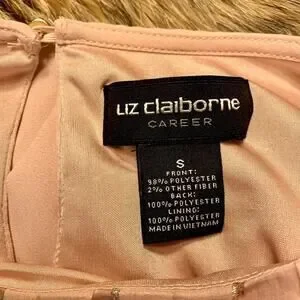 Liz claiborne
CAREER
S
FRONT:
98% POLYESTER
2% OTHER FIBER
BACK:
100% POLYESTER
LINING:
100% POLYESTER
MADE IN VIETNAM